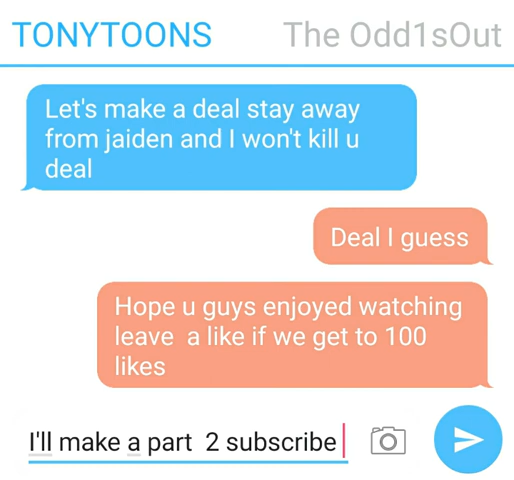 TONYTOONS The Odd1sOut
Let's make a deal stay away
from jaiden and I won't kill u
deal
Deal I guess
Hope u guys enjoyed watching
leave  a like if we get to 100
likes
I'll make a part  2 subscribe